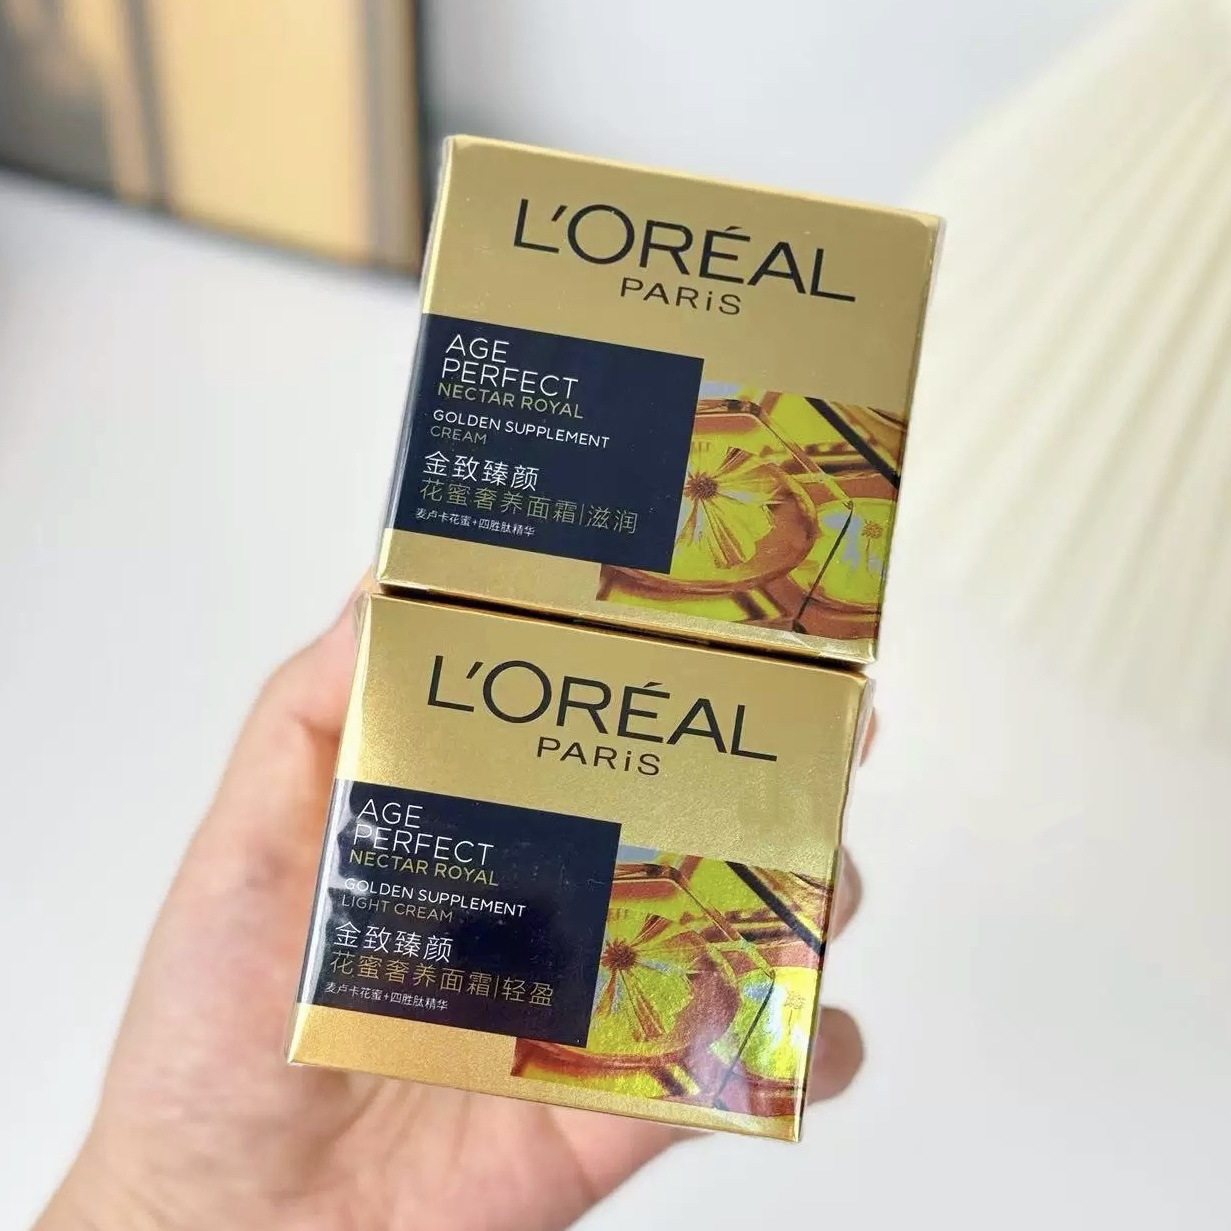 L'ORÉAL
PARiS
AGE
PERFECT
NECTAR ROYAL
GOLDEN SUPPLEMENT
CREAM
金致臻颜
花蜜奢养面霜|滋润
麦卢卡花蜜+四胜肽精华
L'ORÉAL
PARiS
AGE
PERFECT
NECTAR ROYAL
GOLDEN SUPPLEMENT
LIGHT CREAM
金致臻颜
花蜜奢养面霜|轻盈
麦卢卡花蜜+四胜肽精华